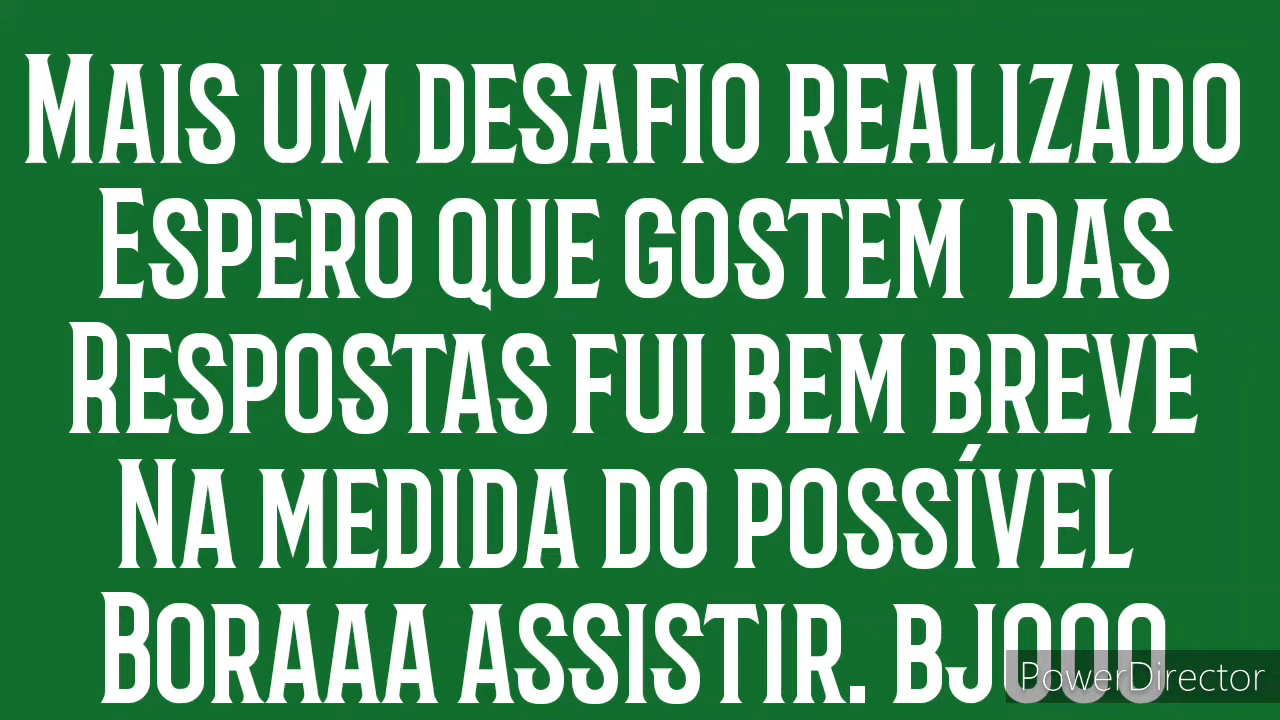 Mais um desafio realizado
Espero que gostem das
Respostas fui bem breve
Na medida do possível
Boraaa assistir. bjooo
PowerDirector